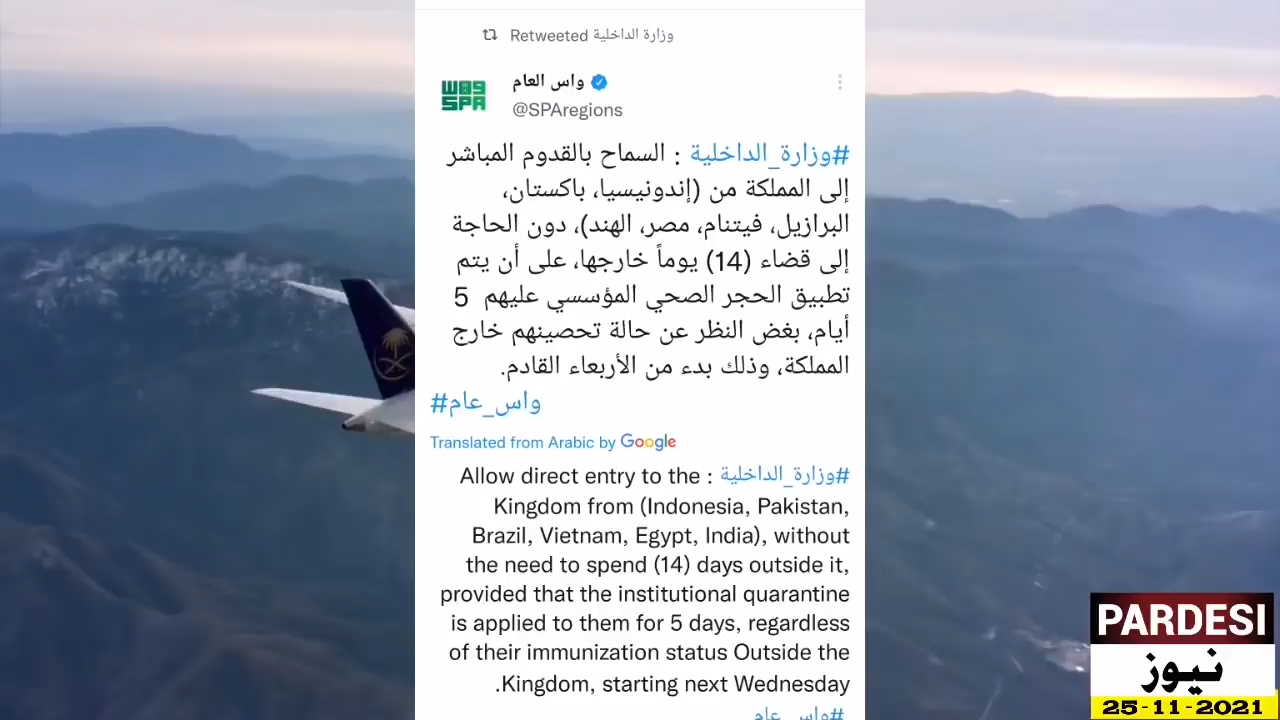 وزارة الداخلية Retweeted
WAS
SPA
واس العام
@SPAregions
#وزارة_الداخلية : السماح بالقدوم المباشر
إلى المملكة من (إندونيسيا، باكستان،
البرازيل، فيتنام، مصر، الهند)، دون الحاجة
إلى قضاء (14) يوماً خارجها، على أن يتم
تطبيق الحجر الصحي المؤسسي عليهم 5
أيام، بغض النظر عن حالة تحصينهم خارج
المملكة، وذلك بدء من الأربعاء القادم.
#واس_عام
Translated from Arabic by Google
#وزارة_الداخلية : Allow direct entry to the
Kingdom from (Indonesia, Pakistan,
Brazil, Vietnam, Egypt, India), without
the need to spend (14) days outside it,
provided that the institutional quarantine
is applied to them for 5 days, regardless
of their immunization status Outside the
.Kingdom, starting next Wednesday
#واس_عام
PARDESI
نیوز
25-11-2021